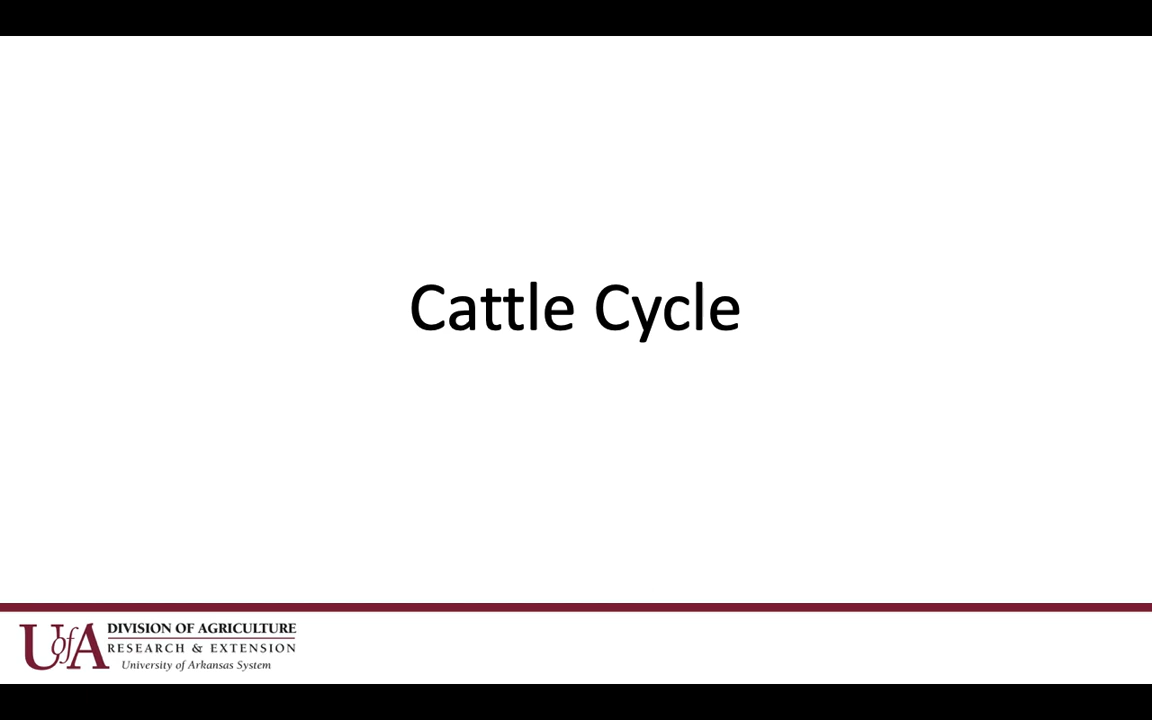 Cattle Cycle
UofA
DIVISION OF AGRICULTURE
RESEARCH & EXTENSION
University of Arkansas System